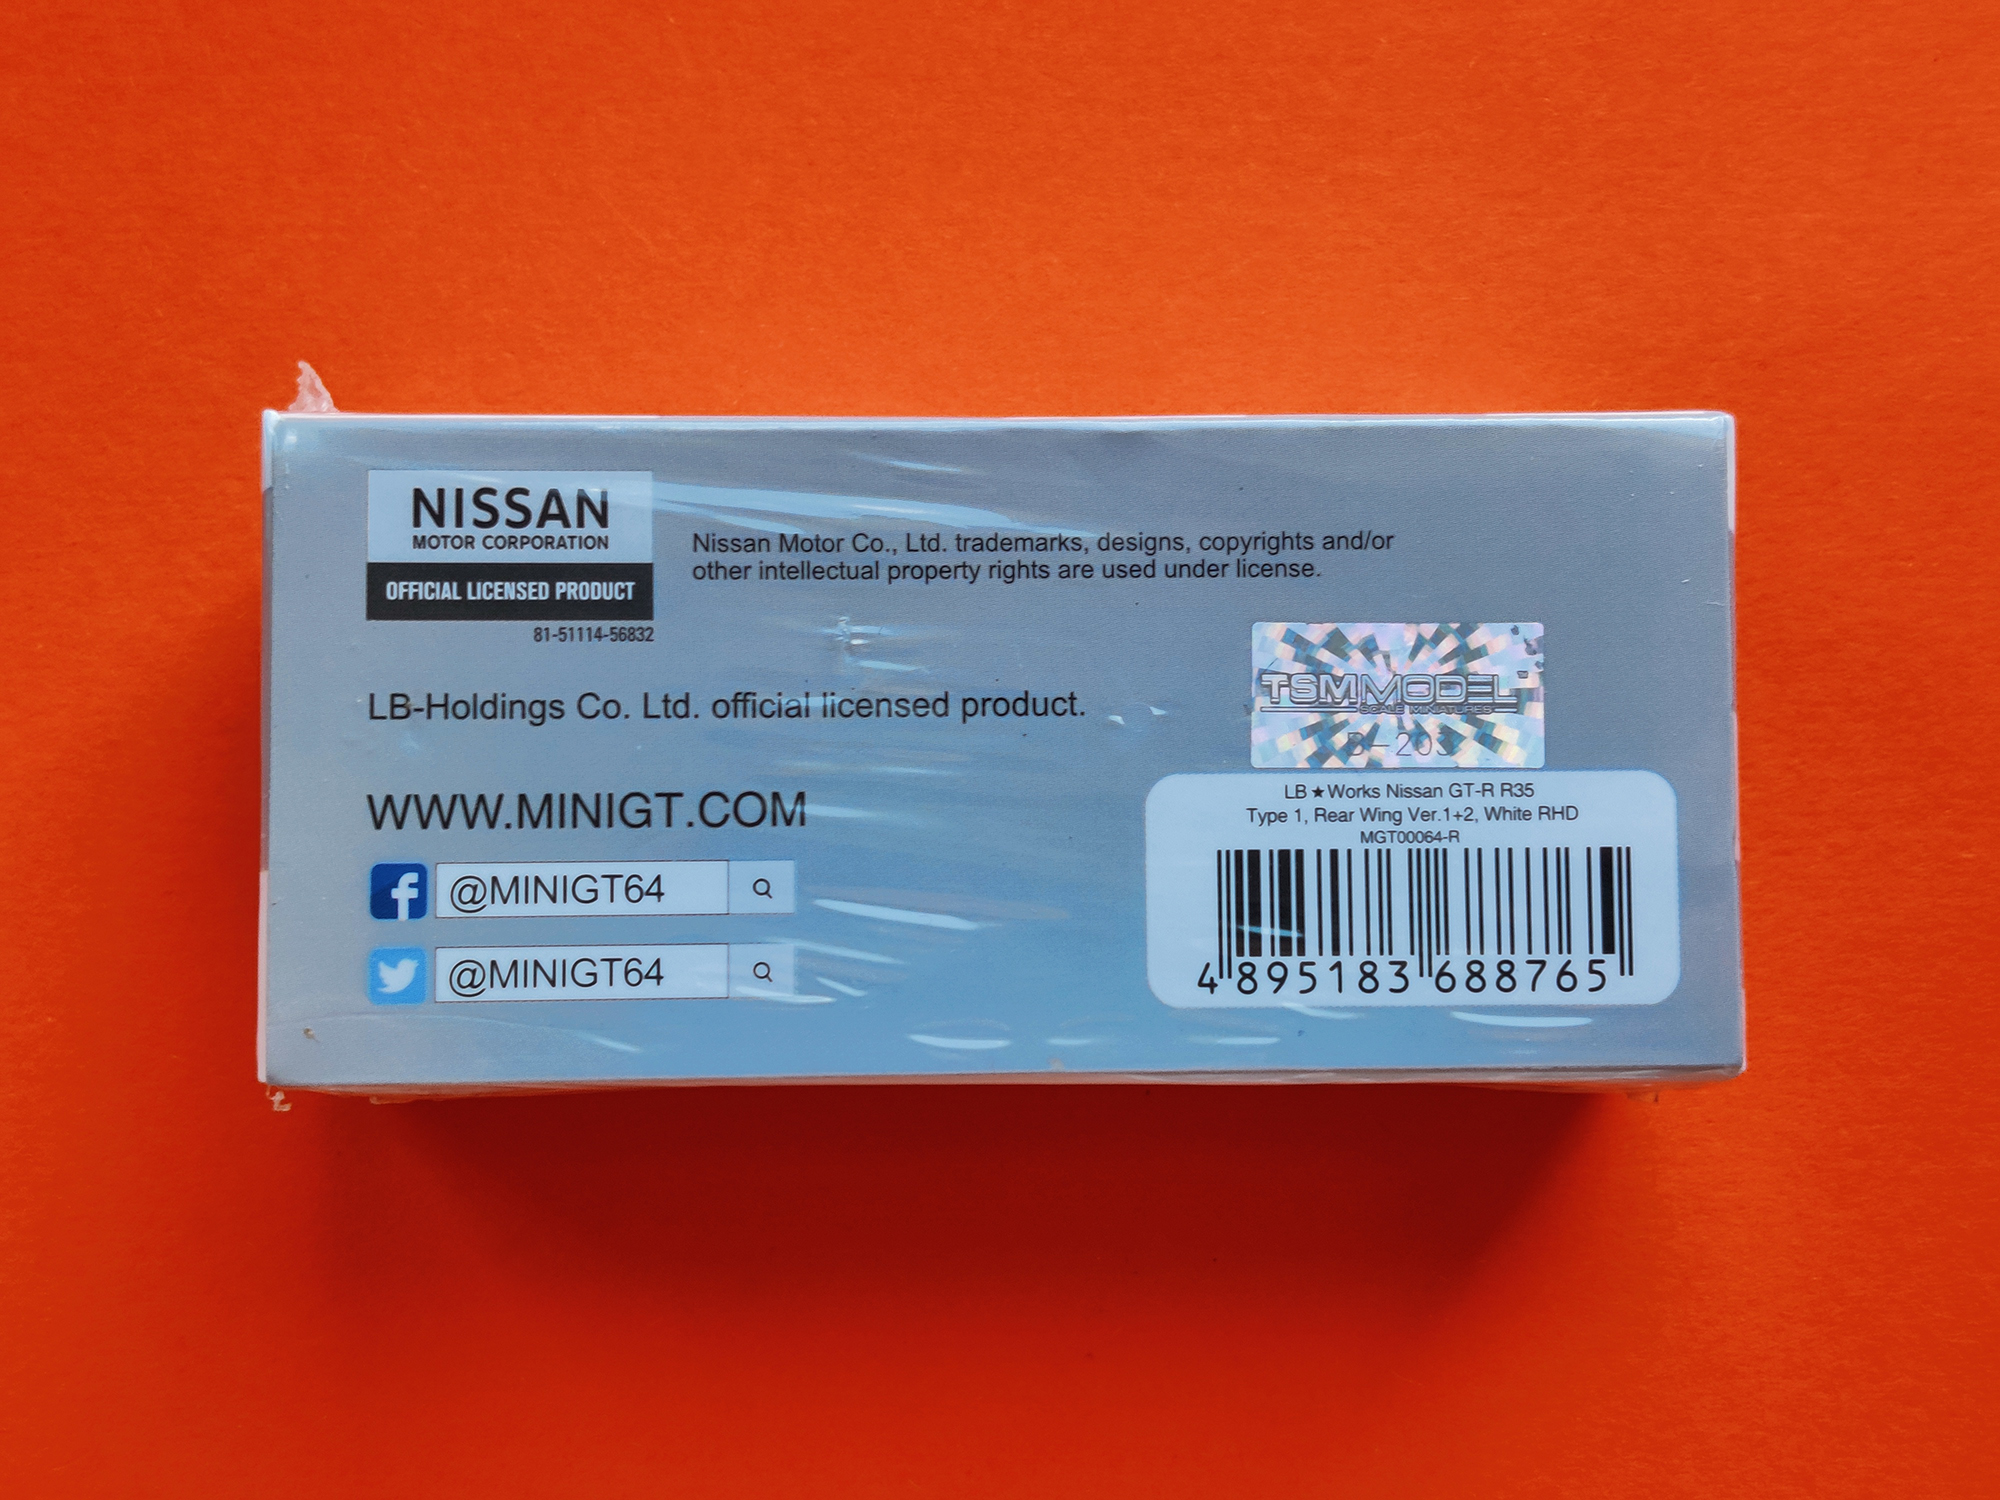 NISSAN
MOTOR CORPORATION
OFFICIAL LICENSED PRODUCT
81-51114-56832
Nissan Motor Co., Ltd. trademarks, designs, copyrights and/or
other intellectual property rights are used under license.
LB-Holdings Co. Ltd. official licensed product.
WWW.MINIGT.COM
@MINIGT64
@MINIGT64
TSM MODEL™
SCALE MINIATURES
LB★Works Nissan GT-R R35
Type 1, Rear Wing Ver.1+2, White RHD
MGT00064-R
4 895183 688765